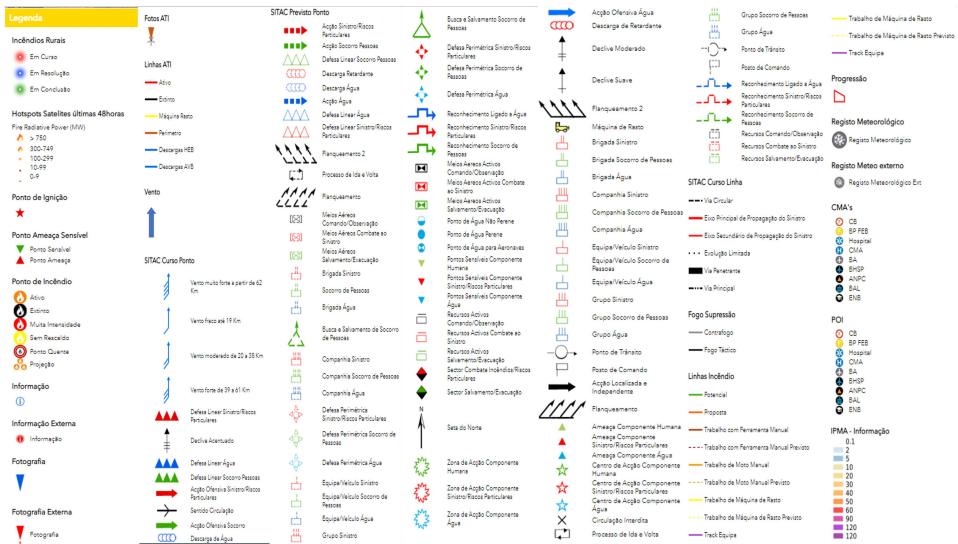 Legenda
Incêndios Rurais
Em Curso
Em Resolução
Em Conclusão
Hotspots Satelites últimas 48horas
Fire Radiative Power (MW)
> 750
300-749
100-299
10-99
0-9
Ponto de Ignição
Ponto Ameaça Sensível
Ponto Sensível
Ponto Ameaça
Ponto de Incêndio
Ativo
Extinto
Muita Intensidade
Sem Rescaldo
Ponto Quente
Projeção
Informação
Informação Externa
Informação
Fotografia
Fotografia Externa
Fotos ATI
Linhas ATI
Ativo
Extinto
Máquina Rasto
Perimetro
Descargas HEB
Descargas AVB
Vento
SITAC Curso Ponto
Vento muito forte a partir de 62
Km
Vento fraco até 19 Km
Vento moderado de 20 a 38 Km
Vento forte de 39 a 61 Km
Defesa Linear Sinistro/Riscos
Particulares
Declive Acentuado
Defesa Linear Água
Defesa Linear Socorro Pessoas
Acção Ofensiva Sinistro/Riscos
Particulares
Sentido Circulação
Acção Ofensiva Socorro
Descarga de Água
SITAC Previsto Ponto
Acção Sinistro/Riscos
Particulares
Acção Socorro Pessoas
Defesa Linear Socorro Pessoas
Descarga Retardante
Descarga Água
Acção Água
Defesa Linear Água
Defesa Linear Sinistro/Riscos
Particulares
Flanqueamento 2
Processo de Ida e Volta
Flanqueamento
Meios Aéreos
Comando/Observação
Meios Aéreos Combate ao
Sinistro
Meios Aéreos
Salvamento/Evacuação
Brigada Sinistro
Socorro de Pessoas
Brigada Água
Busca e Salvamento de Socorro
de Pessoas
Companhia Sinistro
Companhia Socorro de Pessoas
Companhia Água
Defesa Perimétrica
Sinistro/Riscos Particulares
Defesa Perimétrica Socorro de
Pessoas
Defesa Perimétrica Água
Equipa/Veículo Sinistro
Equipa/Veículo Socorro de
Pessoas
Equipa/Veículo Água
Grupo Sinistro
Busca e Salvamento Socorro de
Pessoas
Defesa Perimétrica Sinistro/Riscos
Particulares
Defesa Perimétrica Socorro de
Pessoas
Defesa Perimétrica Água
Reconhecimento Ligado a Água
Reconhecimento Sinistro/Riscos
Particulares
Reconhecimento Socorro de
Pessoas
Meios Aereos Activos
Comando/Observação
Meios Aereos Activos Combate
ao Sinistro
Meios Aereos Activos
Salvamento/Evacuação
Ponto de Água Não Perene
Ponto de Água Perene
Ponto de Água para Aeronaves
Pontos Sensíveis Componente
Humana
Pontos Sensíveis Componente
Sinistro/Riscos Particulares
Pontos Sensíveis Componente
Água
Recursos Activos
Comando/Observação
Recursos Activos Combate ao
Sinistro
Recursos Activos
Salvamento/Evacuação
Sector Combate Incêndios/Riscos
Particulares
Sector Salvamento/Evacuação
N
Seta do Norte
Zona de Acção Componente
Humana
Zona de Acção Componente
Sinistro/Riscos Particulares
Zona de Acção Componente
Água
Acção Ofensiva Água
Descarga de Retardante
Declive Moderado
Declive Suave
Flanqueamento 2
Máquina de Rasto
Brigada Sinistro
Brigada Socorro de Pessoas
Brigada Água
Companhia Sinistro
Companhia Socorro de Pessoas
Companhia Água
Equipa/Veículo Sinistro
Equipa/Veículo Socorro de
Pessoas
Equipa/Veículo Água
Grupo Sinistro
Grupo Socorro de Pessoas
Grupo Água
Ponto de Trânsito
Posto de Comando
Acção Localizada e
Independente
Flanqueamento
Ameaça Componente Humana
Ameaça Componente
Sinistro/Riscos Particulares
Ameaça Componente Água
Centro de Acção Componente
Humana
Centro de Acção Componente
Sinistro/Riscos Particulares
Centro de Acção Componente
Água
Circulação Interdita
Processo de Ida e Volta
Grupo Socorro de Pessoas
Grupo Água
Ponto de Trânsito
Posto de Comando
Reconhecimento Ligado a Água
Reconhecimento Sinistro/Riscos
Particulares
Reconhecimento Socorro de
Pessoas
Recursos Comando/Observação
Recursos Combate ao Sinistro
Recursos Salvamento/Evacuação
SITAC Curso Linha
Via Circular
Eixo Principal de Propagação do Sinistro
Eixo Secundário de Propagação do Sinistro
Evolução Limitada
Via Penetrante
Via Principal
Fogo Supressão
Contrafogo
Fogo Táctico
Linhas Incêndio
Potencial
Proposta
Trabalho com Ferramenta Manual
Trabalho com Ferramenta Manual Previsto
Trabalho de Moto Manual
Trabalho de Moto Manual Previsto
Trabalho de Máquina de Rasto
Trabalho de Máquina de Rasto Previsto
Track Equipa
Trabalho de Máquina de Rasto
Trabalho de Máquina de Rasto Previsto
Track Equipa
Progressão
Registo Meteorológico
Registo Meteorológico
Registo Meteo externo
Registo Meteorológico Ext
CMA's
CB
BP FEB
Hospital
CMA
BA
BHSP
ANPC
BAL
ENB
POI
CB
BP FEB
Hospital
CMA
BA
BHSP
ANPC
BAL
ENB
IPMA - Informação
0.1
2
5
10
20
30
40
50
60
90
120
120